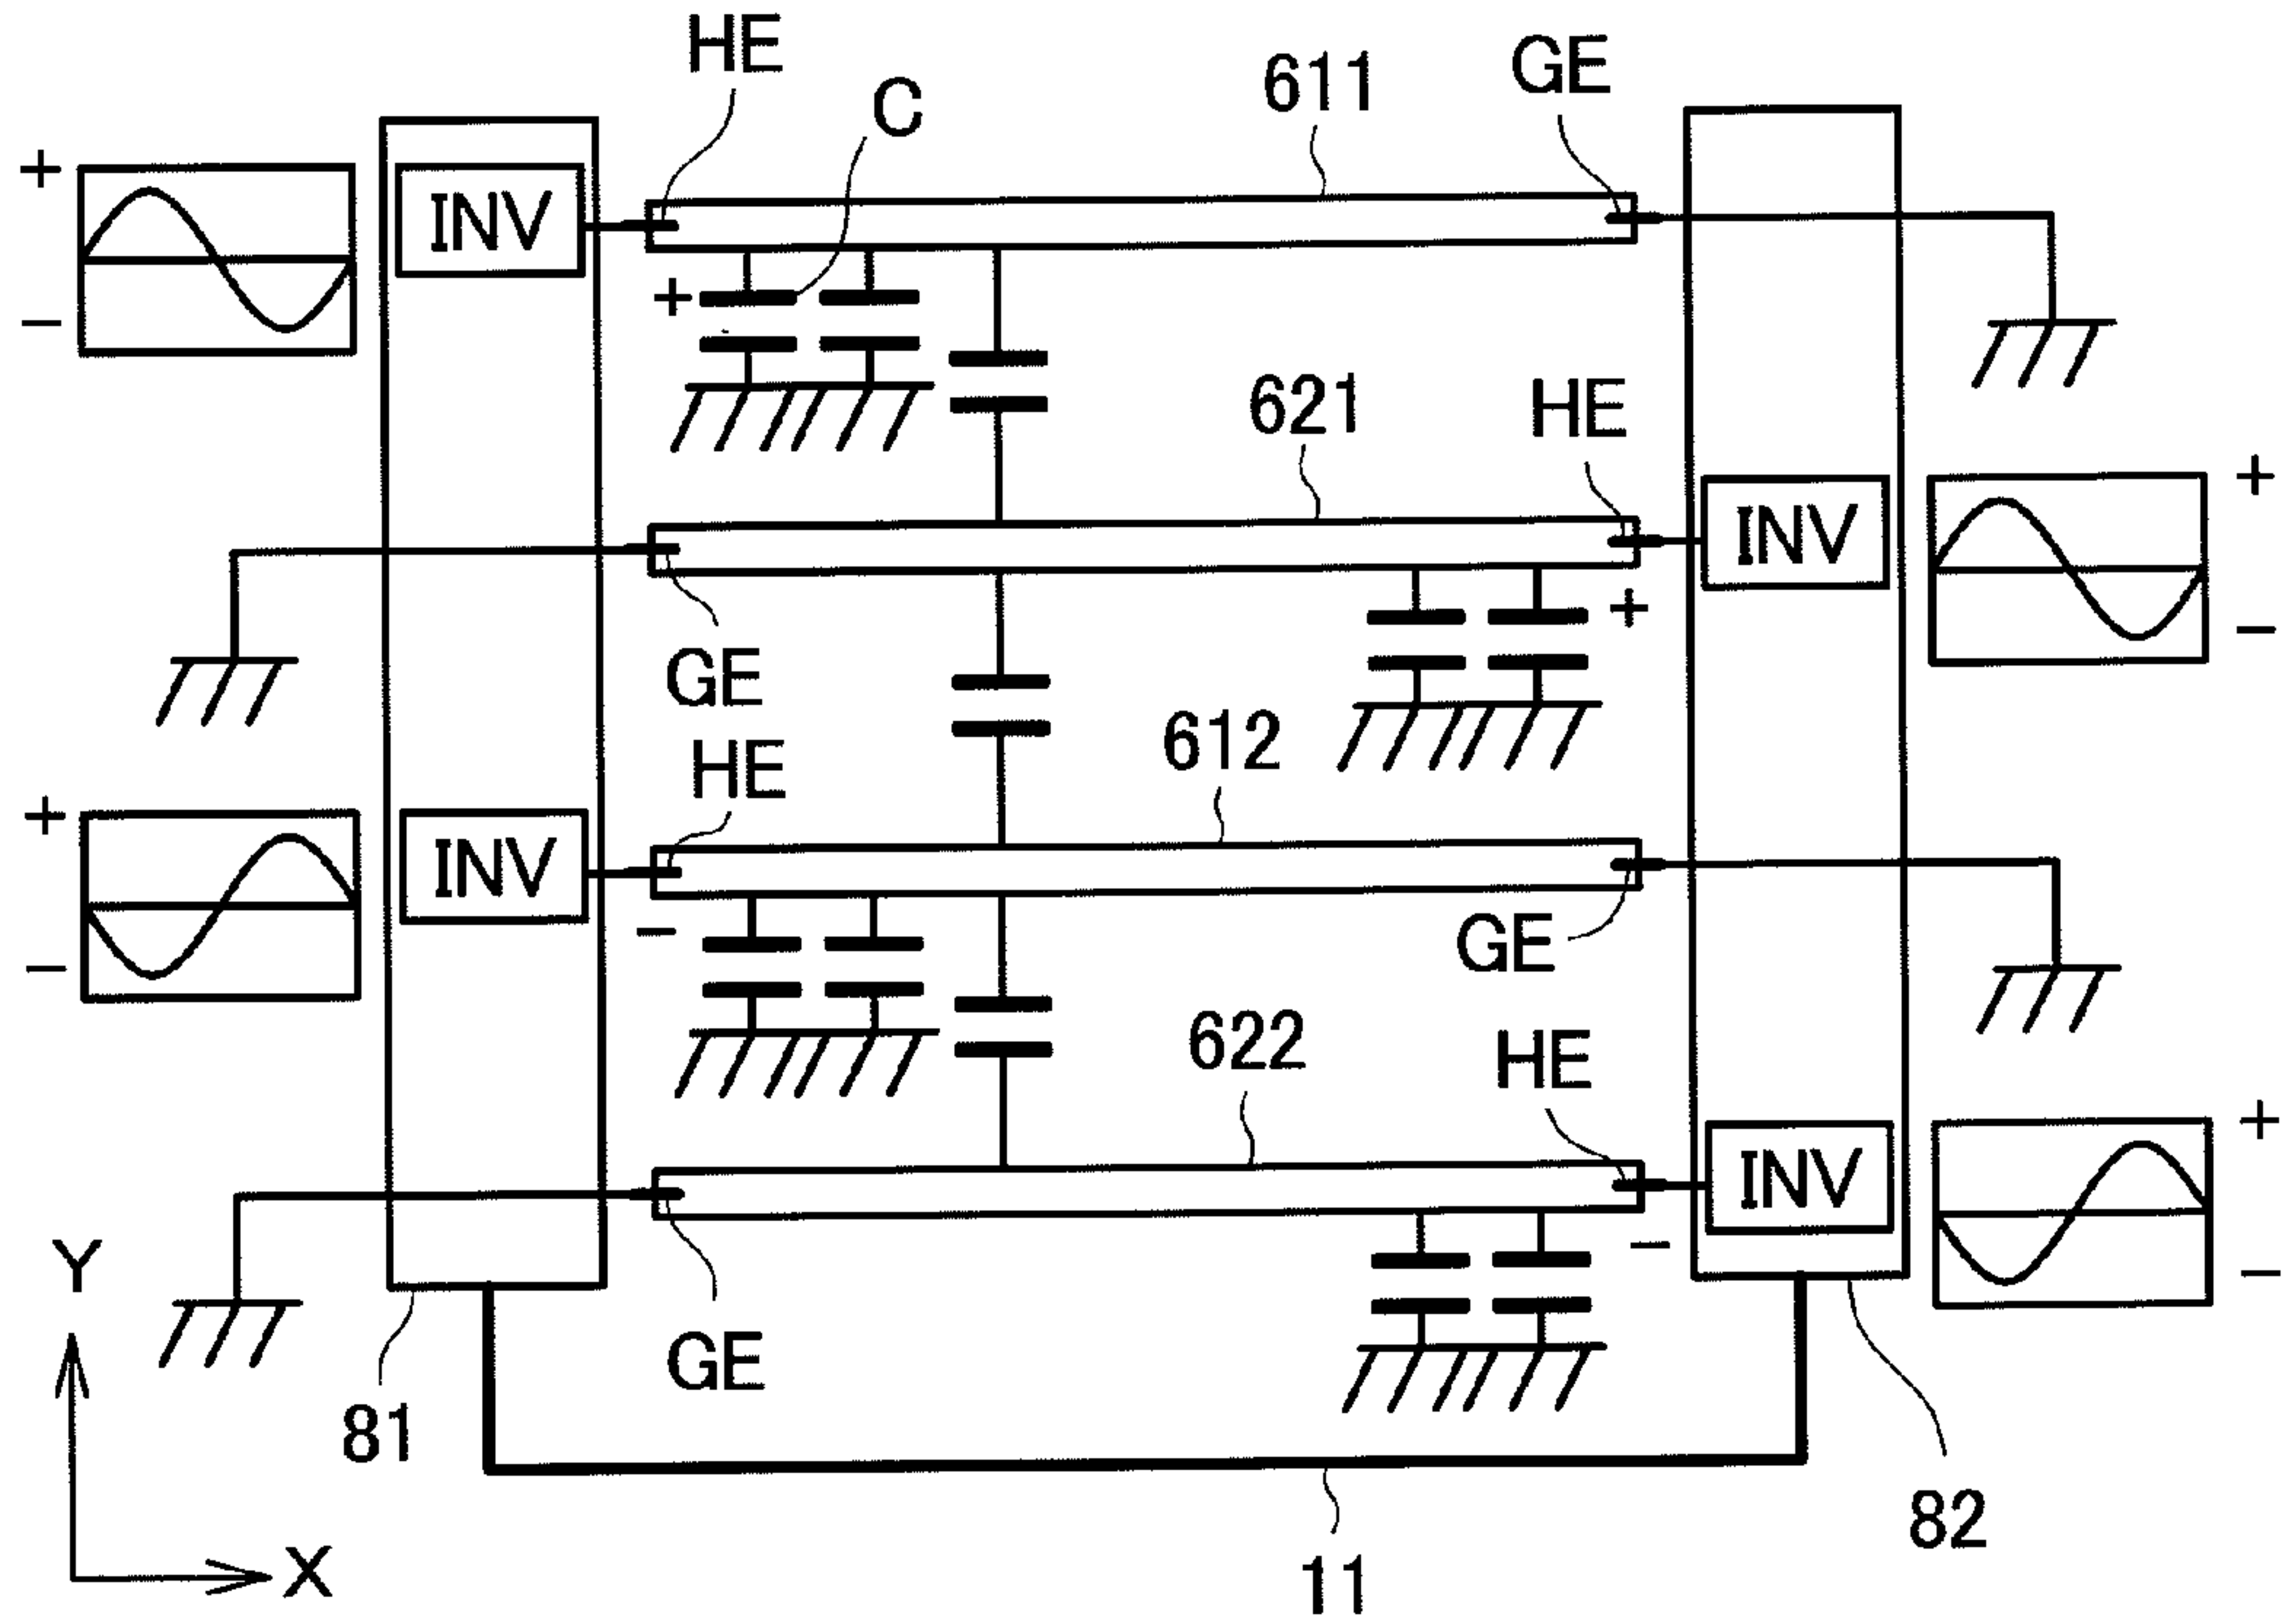 HE
C
611
GE
+
INV
−
+
621
HE
+
INV
−
+
GE
612
HE
+
INV
−
−
GE
622
HE
+
INV
−
−
Y
GE
81
82
X
11